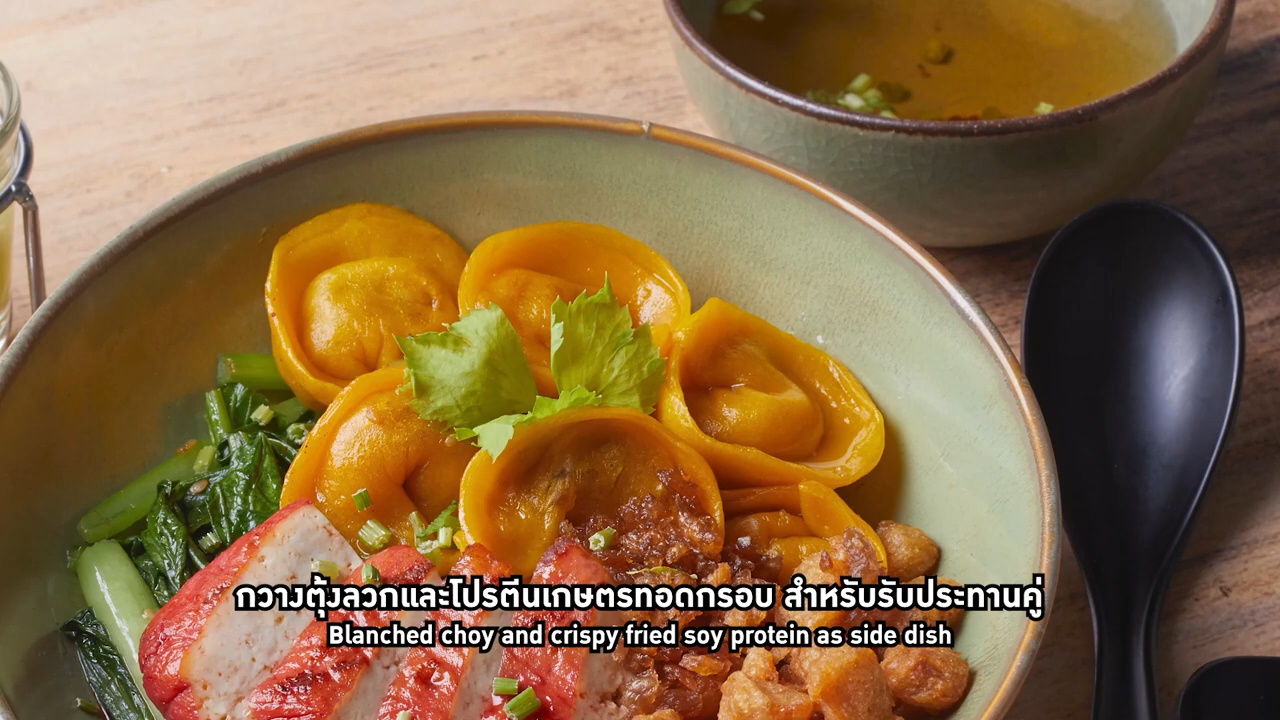 กวางตุ้งลวกและโปรตีนเกษตรทอดกรอบ สำหรับรับประทานคู่
Blanched choy and crispy fried soy protein as side dish